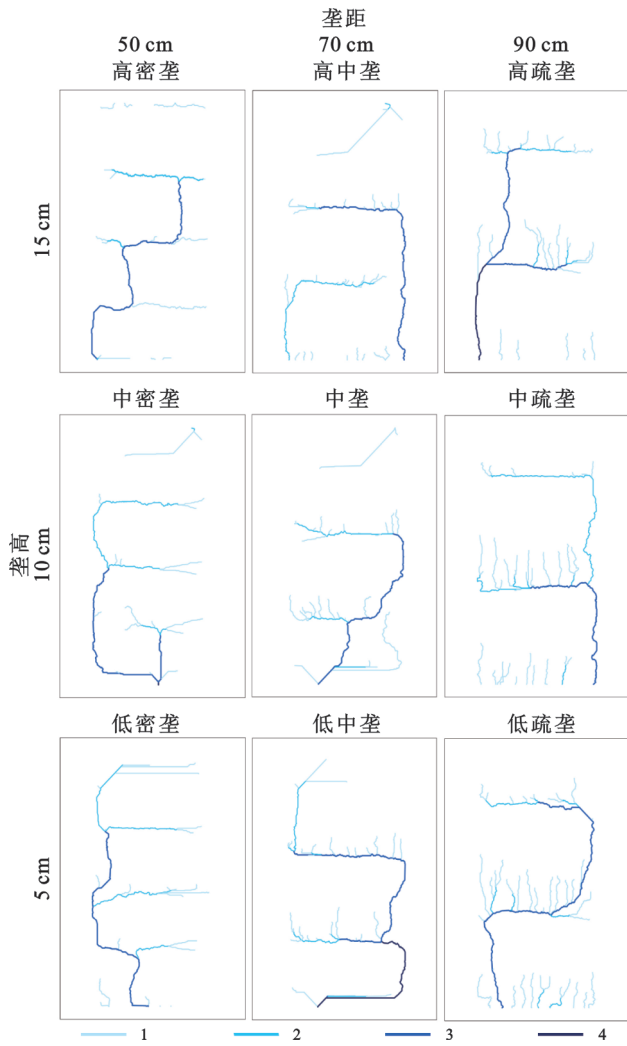 垄距
50 cm 70 cm 90 cm
高密垄 高中垄 高疏垄
15 cm
中密垄 中垄 中疏垄
垄高
10 cm
低密垄 低中垄 低疏垄
5 cm
1 2 3 4